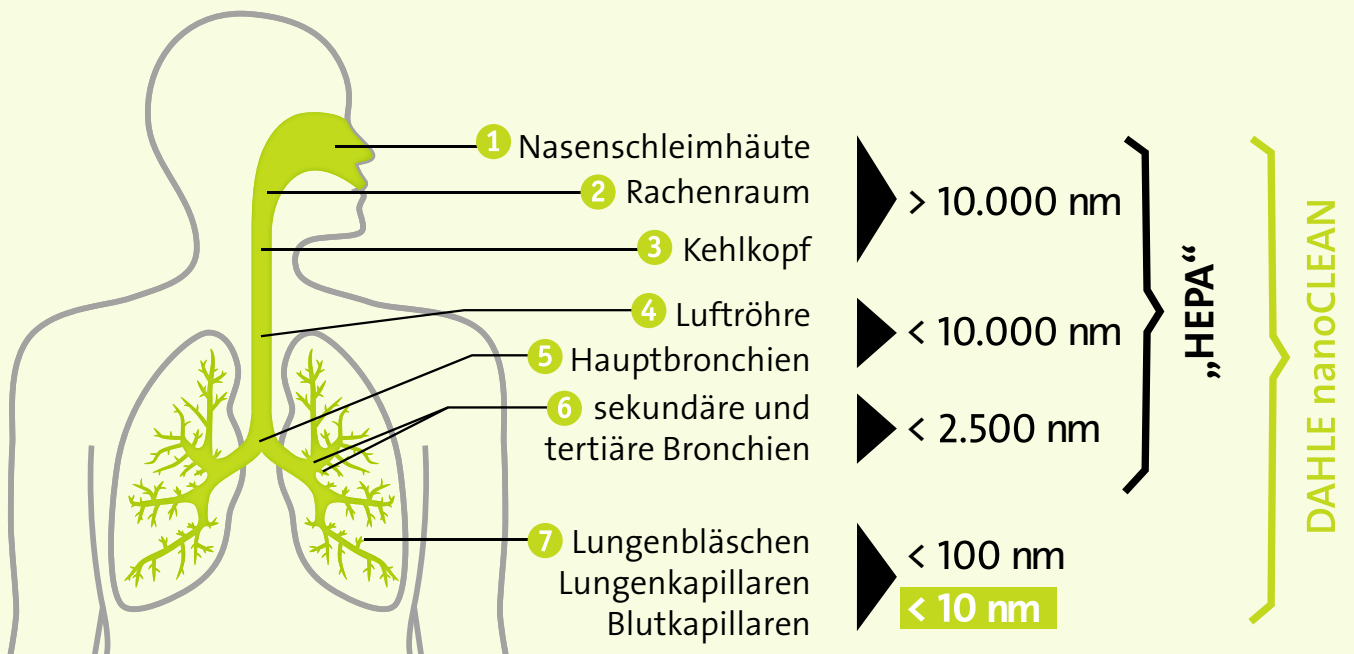 1 Nasenschleimhäute
2 Rachenraum
> 10.000 nm
3 Kehlkopf
4 Luftröhre
< 10.000 nm
5 Hauptbronchien
6 sekundäre und
tertiäre Bronchien
< 2.500 nm
7 Lungenbläschen
Lungenkapillaren
Blutkapillaren
< 100 nm
< 10 nm
„HEPA“
DAHLE nanoCLEAN